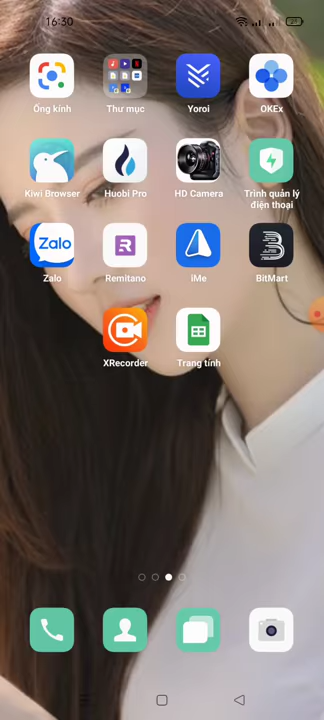 16:30
Ống kính
Thư mục
Yoroi
OKEx
Kiwi Browser
Huobi Pro
HD Camera
Trình quản lý
điện thoại
Zalo
Zalo
Remitano
iMe
BitMart
XRecorder
Trang tính